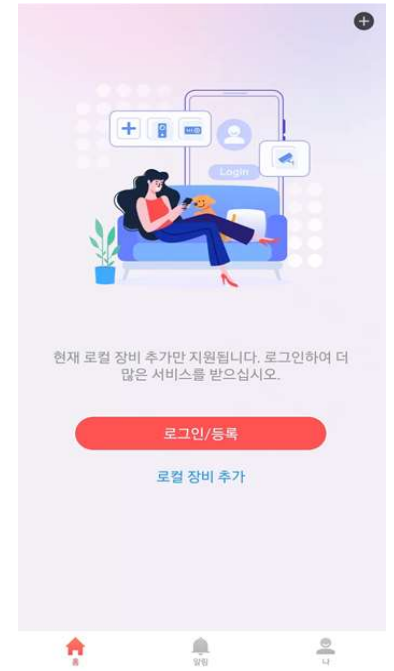 Login
현재 로컬 장비 추가만 지원됩니다. 로그인하여 더
많은 서비스를 받으십시오.
로그인/등록
로컬 장비 추가
홈
알림
나